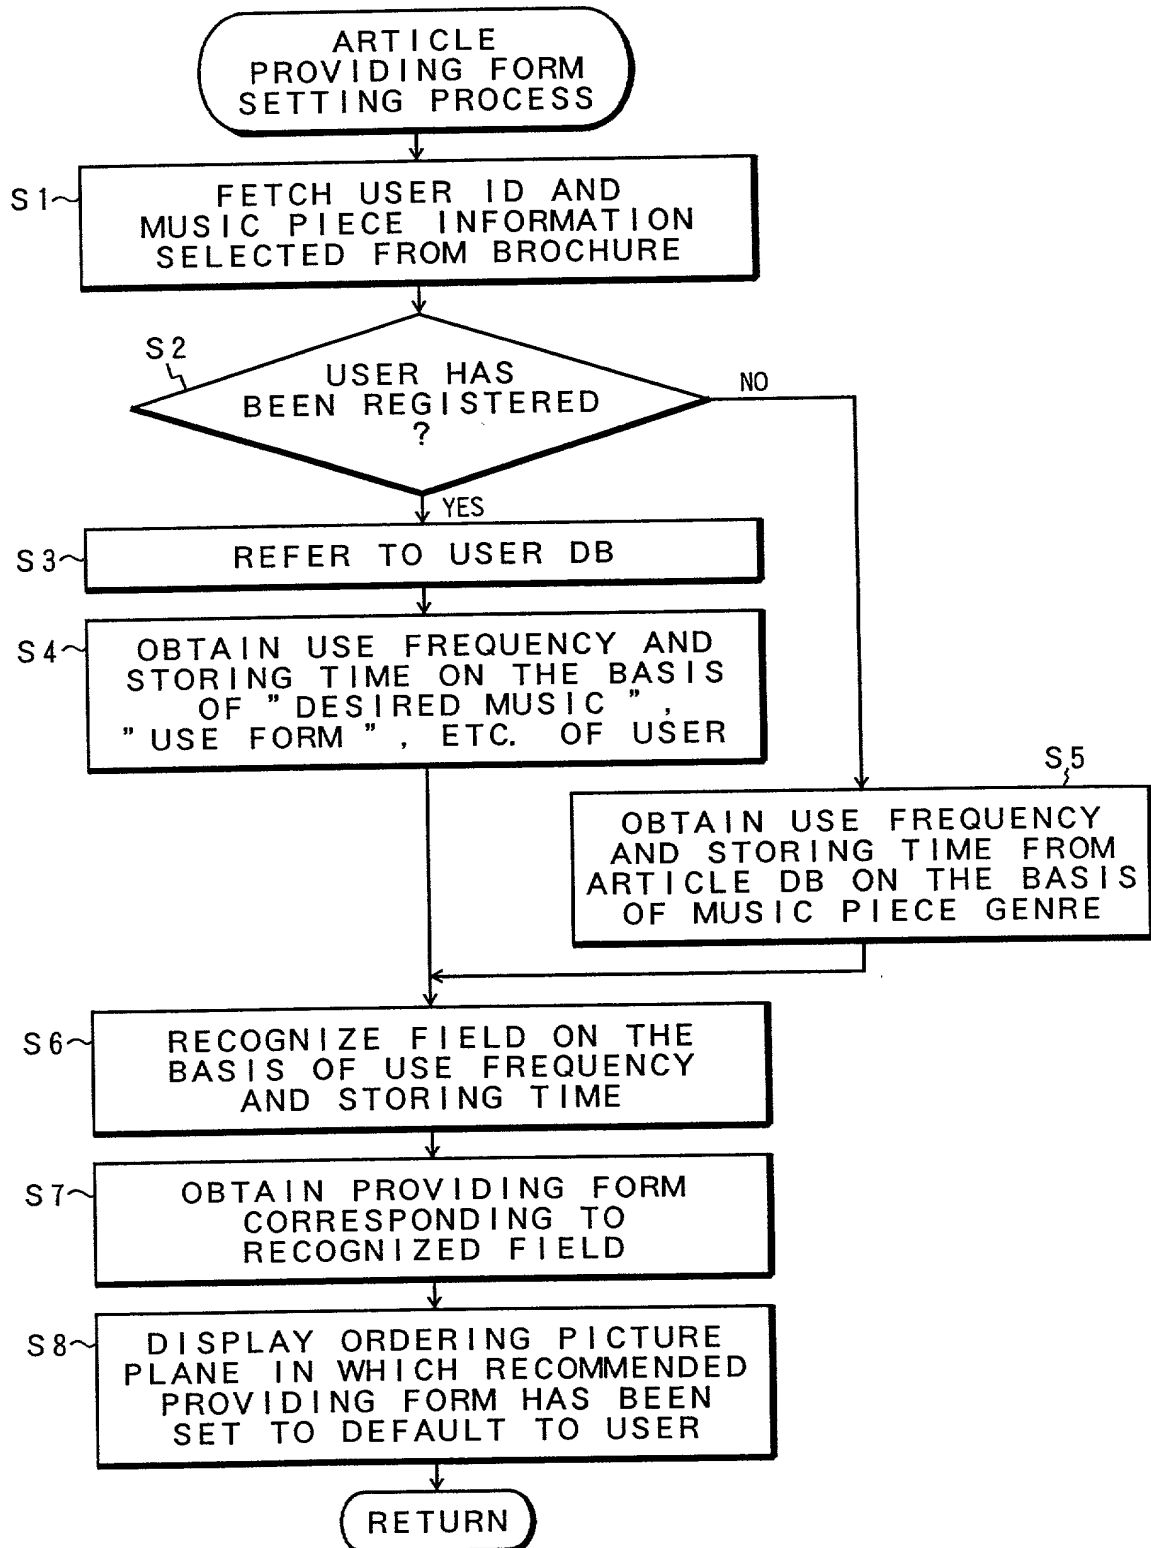 ARTICLE
PROVIDING FORM
SETTING PROCESS
S1
FETCH USER ID AND
MUSIC PIECE INFORMATION
SELECTED FROM BROCHURE
S2
USER HAS
BEEN REGISTERED
?
NO
YES
S3
REFER TO USER DB
S4
OBTAIN USE FREQUENCY AND
STORING TIME ON THE BASIS
OF "DESIRED MUSIC",
"USE FORM", ETC. OF USER
S5
OBTAIN USE FREQUENCY
AND STORING TIME FROM
ARTICLE DB ON THE BASIS
OF MUSIC PIECE GENRE
S6
RECOGNIZE FIELD ON THE
BASIS OF USE FREQUENCY
AND STORING TIME
S7
OBTAIN PROVIDING FORM
CORRESPONDING TO
RECOGNIZED FIELD
S8
DISPLAY ORDERING PICTURE
PLANE IN WHICH RECOMMENDED
PROVIDING FORM HAS BEEN
SET TO DEFAULT TO USER
RETURN